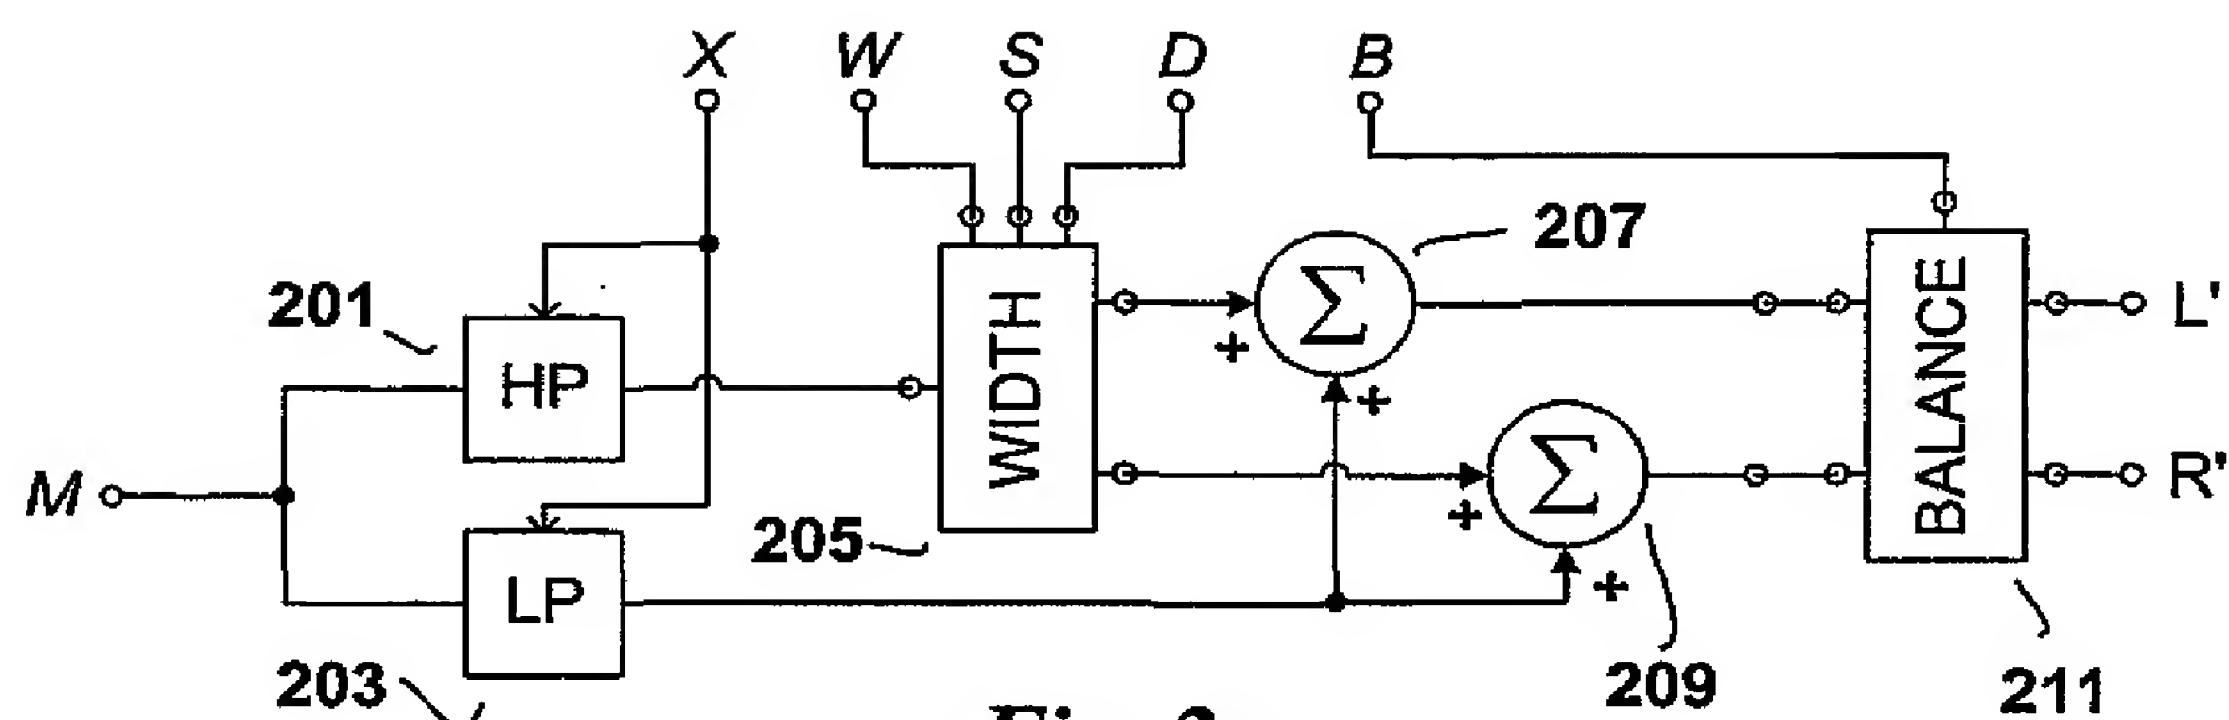 X W S D B
207
201
HP
WIDTH
Σ
+
+
BALANCE
L'
M
Σ
+
R'
205
LP
+
203
209
211